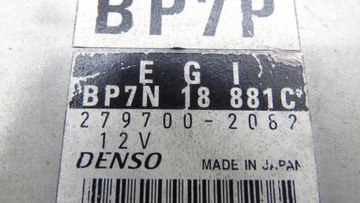 BP7P
E G I
BP7N 18 881C
279700-2082
12V
DENSO MADE IN JAPAN